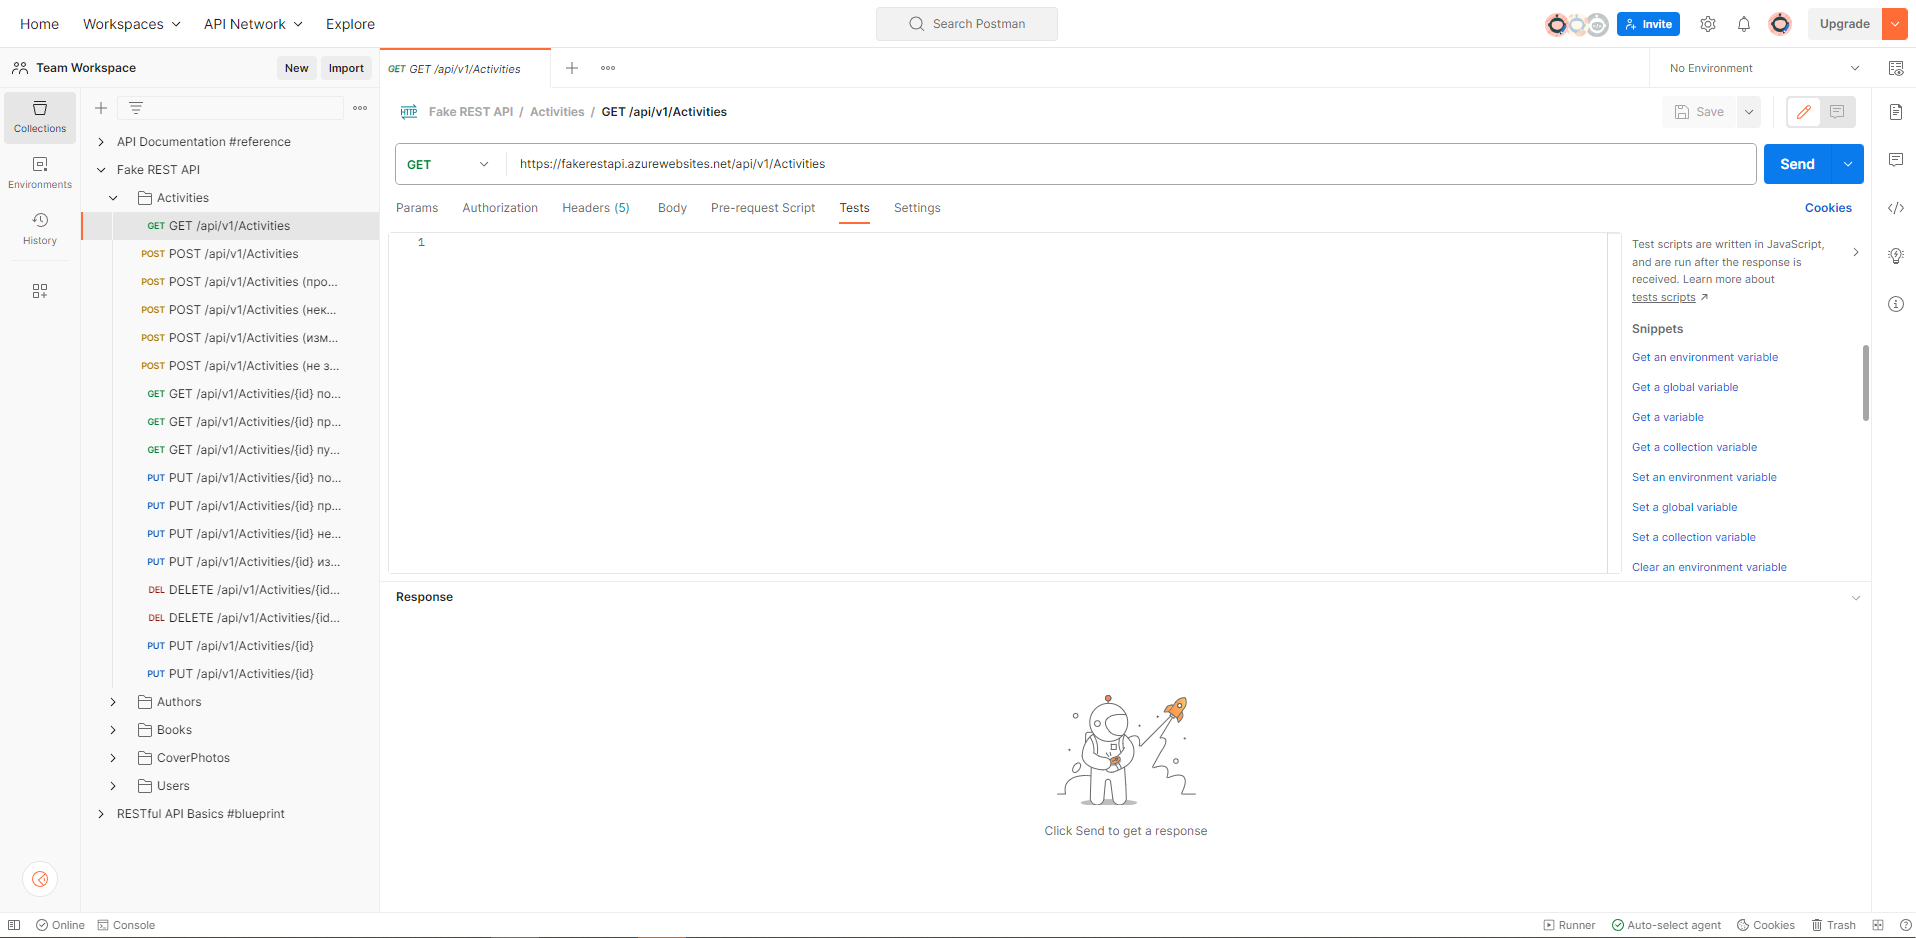 Home Workspaces API Network Explore Search Postman Invite Upgrade
Team Workspace New Import GET GET /api/v1/Activities No Environment
Collections
Environments
History
API Documentation #reference
Fake REST API
Activities
GET GET /api/v1/Activities
POST POST /api/v1/Activities
POST POST /api/v1/Activities (про...
POST POST /api/v1/Activities (нек...
POST POST /api/v1/Activities (изм...
POST POST /api/v1/Activities (не з...
GET GET /api/v1/Activities/{id} по...
GET GET /api/v1/Activities/{id} пр...
GET GET /api/v1/Activities/{id} пу...
PUT PUT /api/v1/Activities/{id} по...
PUT PUT /api/v1/Activities/{id} пр...
PUT PUT /api/v1/Activities/{id} не...
PUT PUT /api/v1/Activities/{id} из...
DEL DELETE /api/v1/Activities/{id...
DEL DELETE /api/v1/Activities/{id...
PUT PUT /api/v1/Activities/{id}
PUT PUT /api/v1/Activities/{id}
Authors
Books
CoverPhotos
Users
RESTful API Basics #blueprint
HTTP Fake REST API / Activities / GET /api/v1/Activities Save
GET https://fakerestapi.azurewebsites.net/api/v1/Activities Send
Params Authorization Headers (5) Body Pre-request Script Tests Settings Cookies
1
Test scripts are written in JavaScript,
and are run after the response is
received. Learn more about
tests scripts ↗
Snippets
Get an environment variable
Get a global variable
Get a variable
Get a collection variable
Set an environment variable
Set a global variable
Set a collection variable
Clear an environment variable
Response
Click Send to get a response
Online Console Runner Auto-select agent Cookies Trash